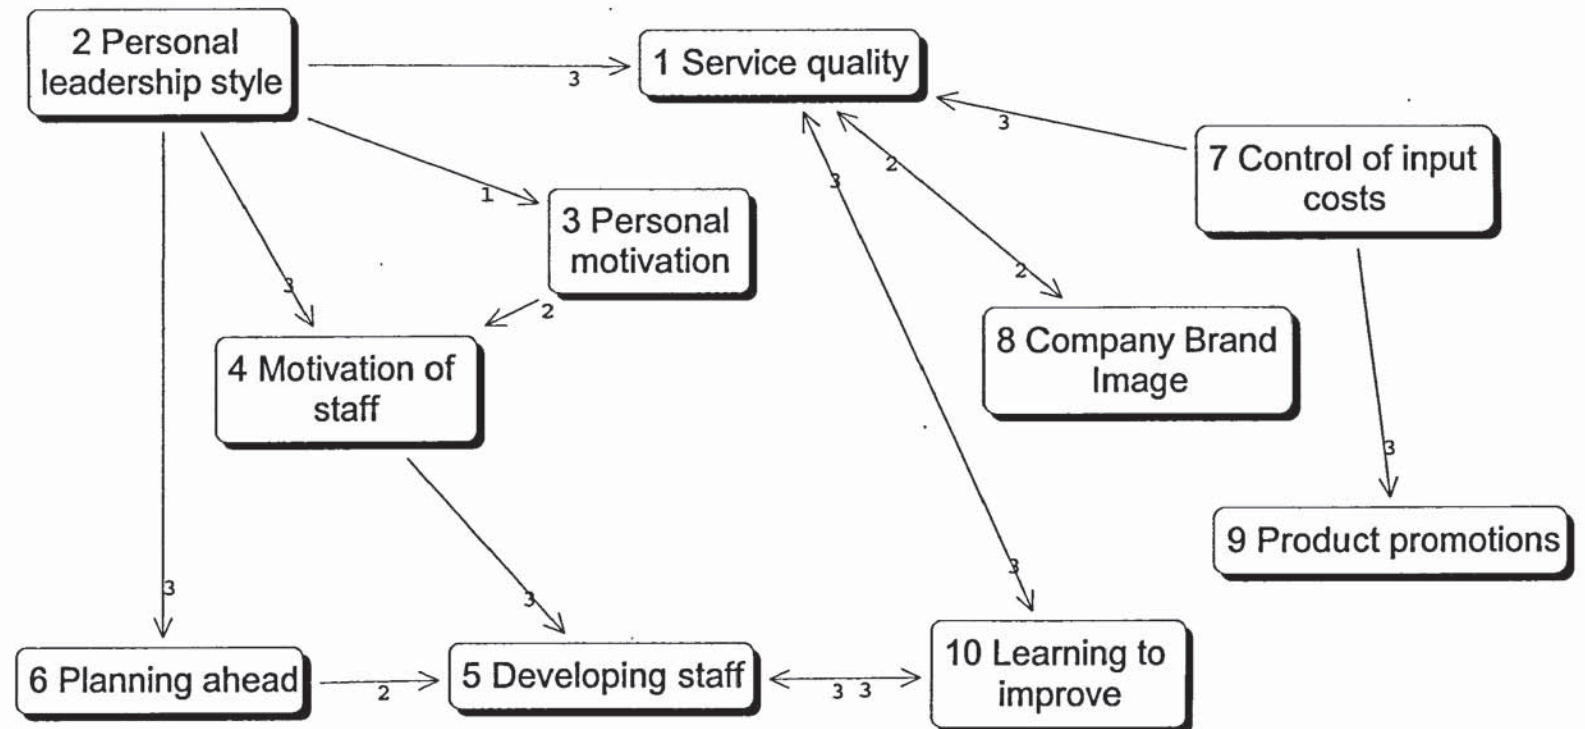 2 Personal
leadership style
3
1 Service quality
3
7 Control of input
costs
1
3 Personal
motivation
2
3
2
2
3
8 Company Brand
Image
4 Motivation of
staff
3
9 Product promotions
3
3
3
6 Planning ahead
2
5 Developing staff
3 3
10 Learning to
improve